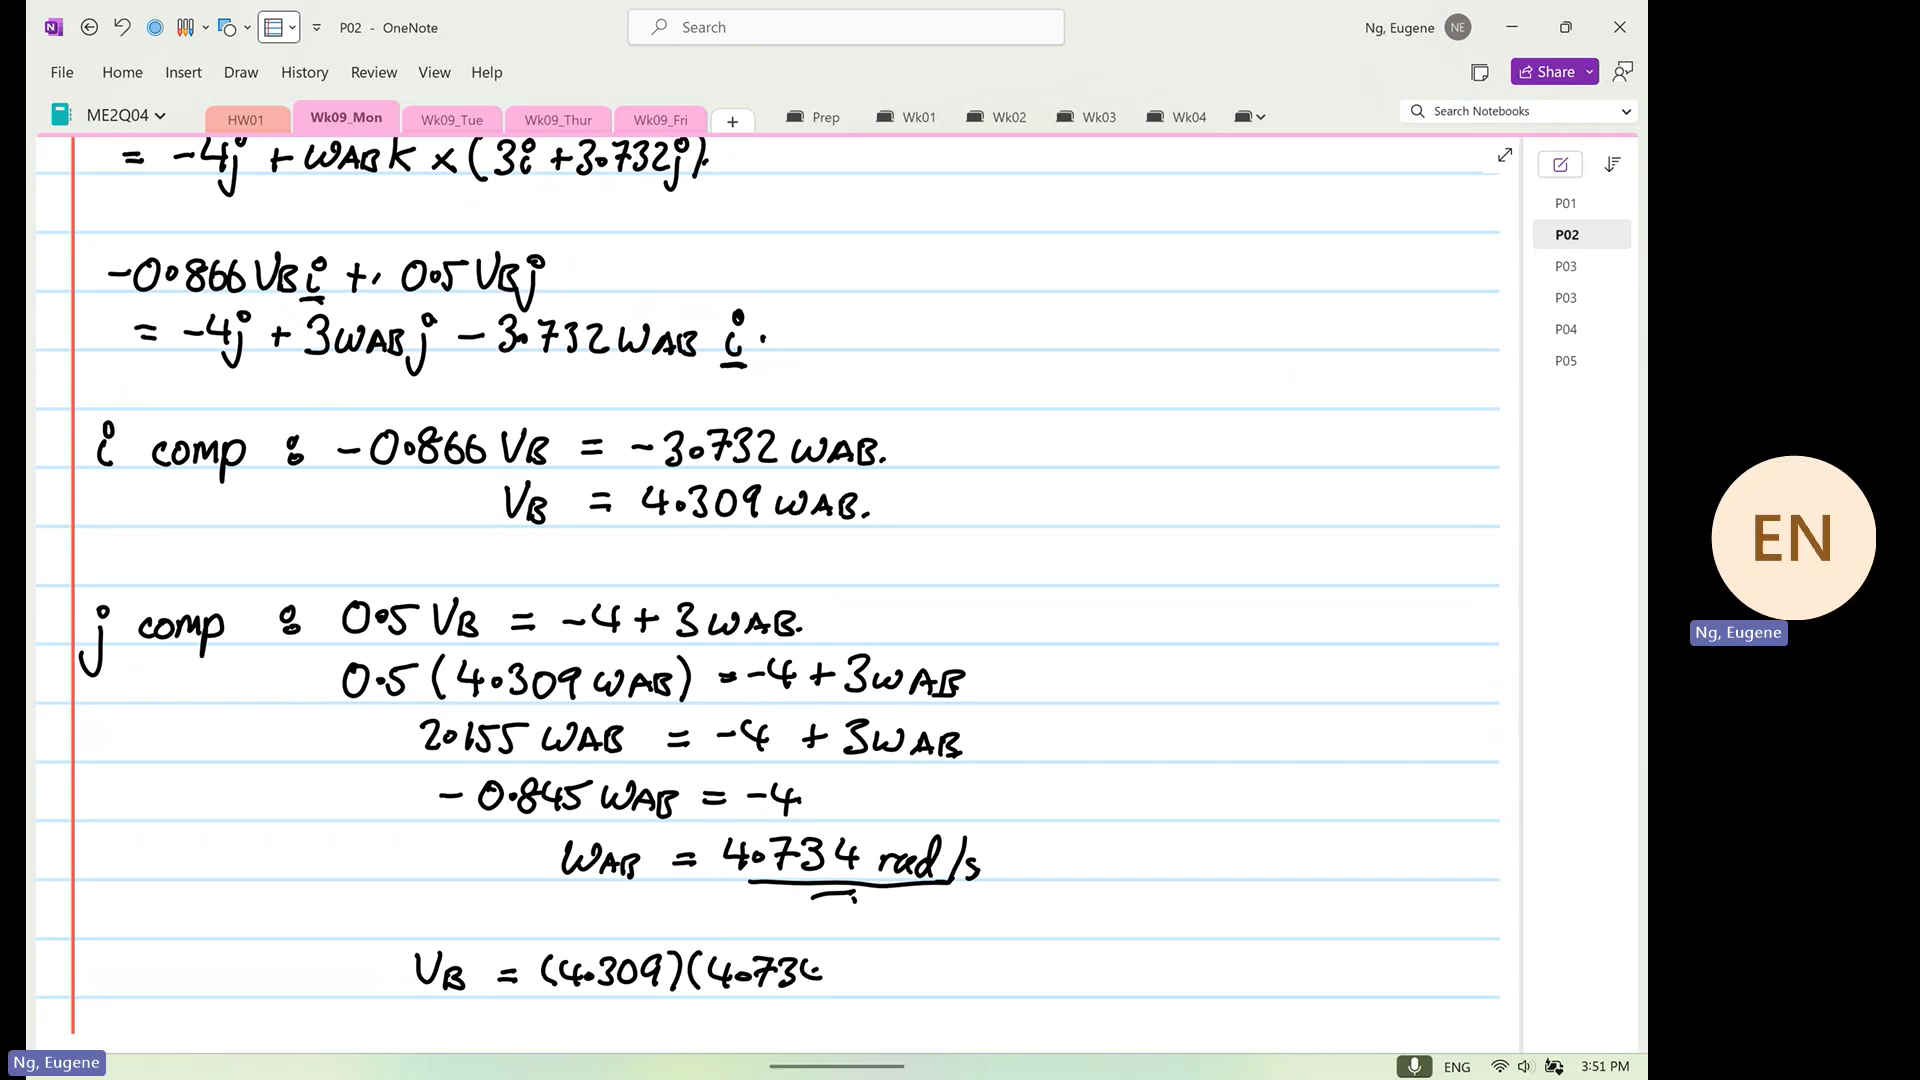 P02 - OneNote
Search
Ng, Eugene
NE
File Home Insert Draw History Review View Help
Share
ME2Q04
HW01
Wk09_Mon
Wk09_Tue
Wk09_Thur
Wk09_Fri
+
Prep
Wk01
Wk02
Wk03
Wk04
Search Notebooks
= -4j + WAB K × (3i + 3.732j).
-0.866 VB i + 0.5 VB j
= -4j + 3WAB j - 3.732 WAB i.
i comp : -0.866 VB = -3.732 WAB.
VB = 4.309 WAB.
j comp : 0.5 VB = -4 + 3WAB.
0.5 (4.309 WAB) = -4 + 3WAB
2.155 WAB = -4 + 3WAB
-0.845 WAB = -4
WAB = 4.734 rad/s
VB = (4.309)(4.734
P01
P02
P03
P03
P04
P05
EN
Ng, Eugene
Ng, Eugene
ENG
3:51 PM